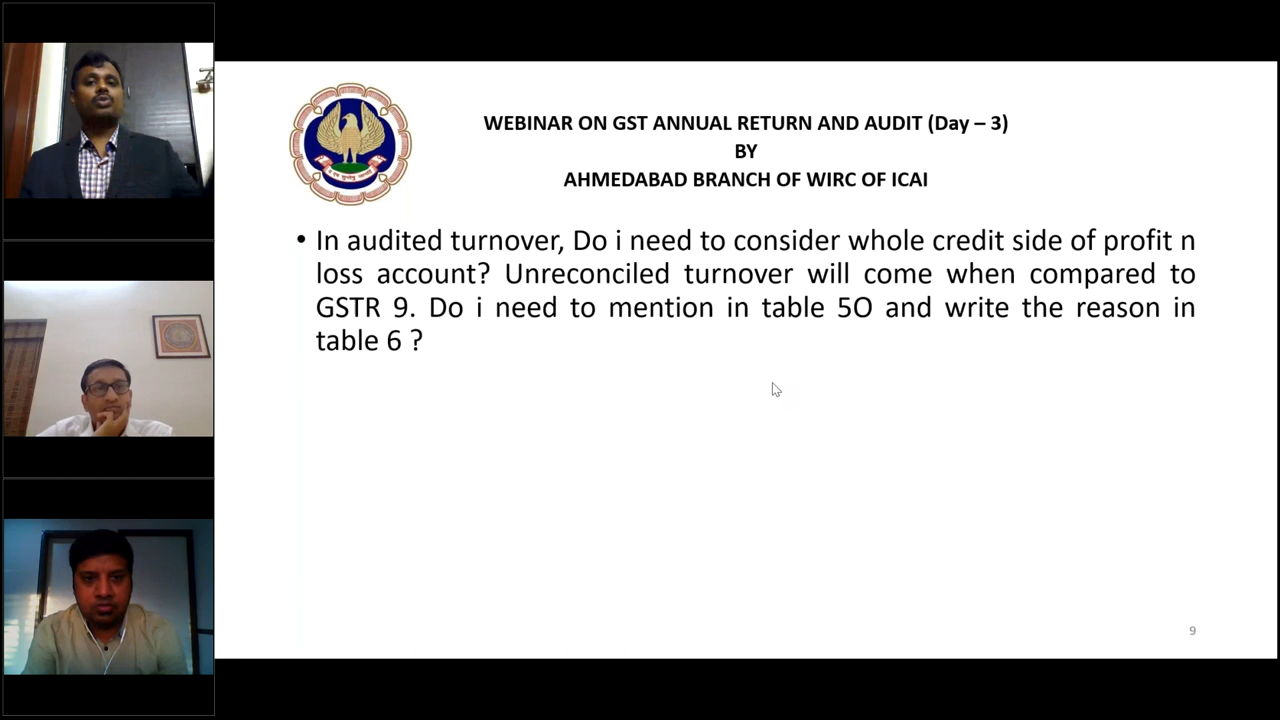 WEBINAR ON GST ANNUAL RETURN AND AUDIT (Day – 3)
BY
AHMEDABAD BRANCH OF WIRC OF ICAI
• In audited turnover, Do i need to consider whole credit side of profit n
loss account? Unreconciled turnover will come when compared to
GSTR 9. Do i need to mention in table 5O and write the reason in
table 6 ?
9